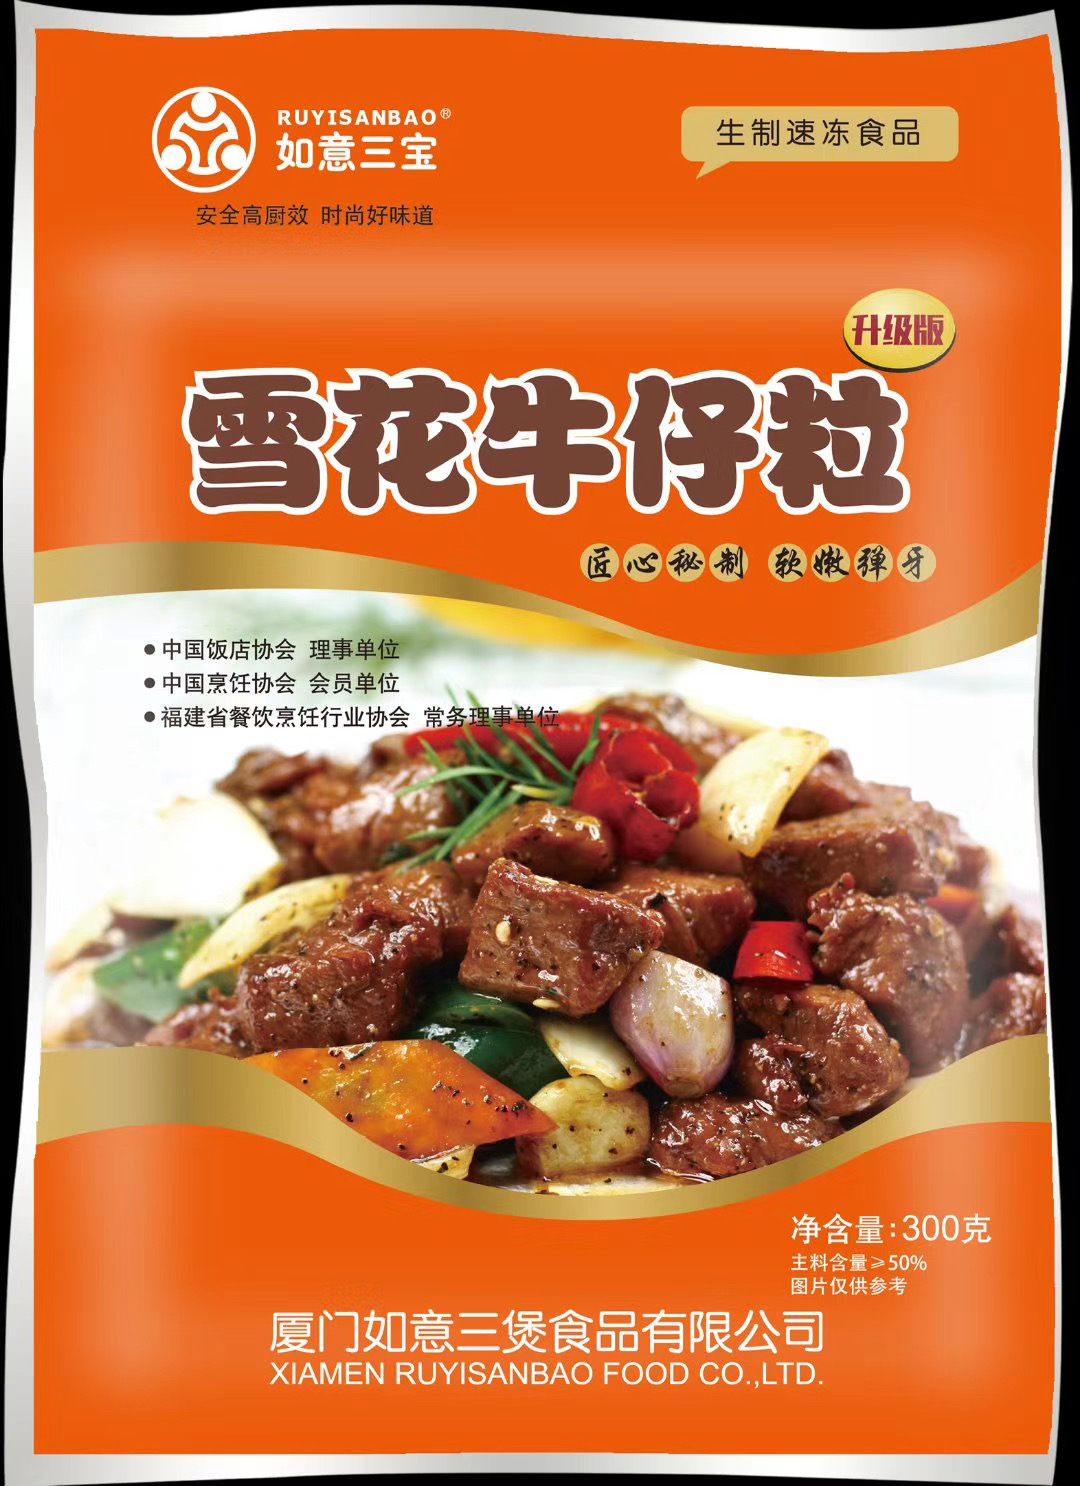 RUYISANBAO®
如意三宝
安全高厨效 时尚好味道
生制速冻食品
升级版
雪花牛仔粒
匠心秘制 软嫩弹牙
●中国饭店协会 理事单位
●中国烹饪协会 会员单位
●福建省餐饮烹饪行业协会 常务理事单位
净含量:300克
主料含量≥50%
图片仅供参考
厦门如意三煲食品有限公司
XIAMEN RUYISANBAO FOOD CO.,LTD.